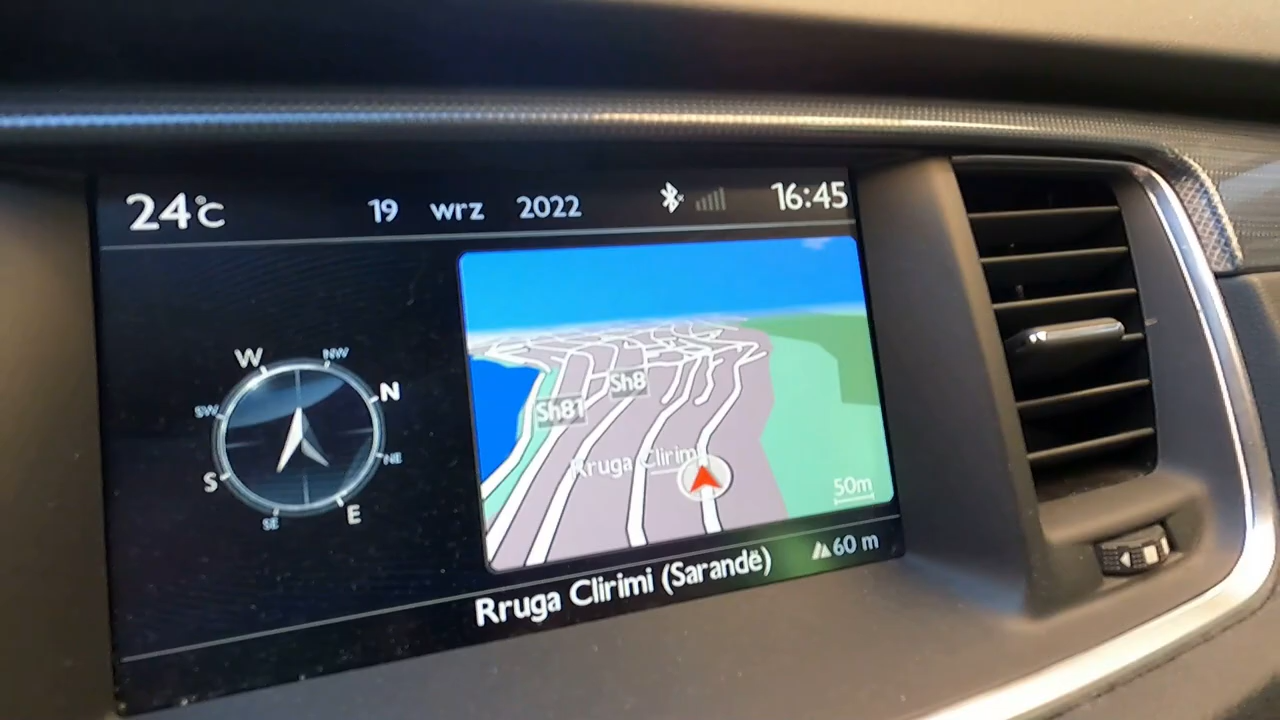 24°C 19 wrz 2022 16:45
W NW N NE E SE S SW
Sh8
Sh81
Rruga Clirimi
50m
60 m
Rruga Clirimi (Sarandë)